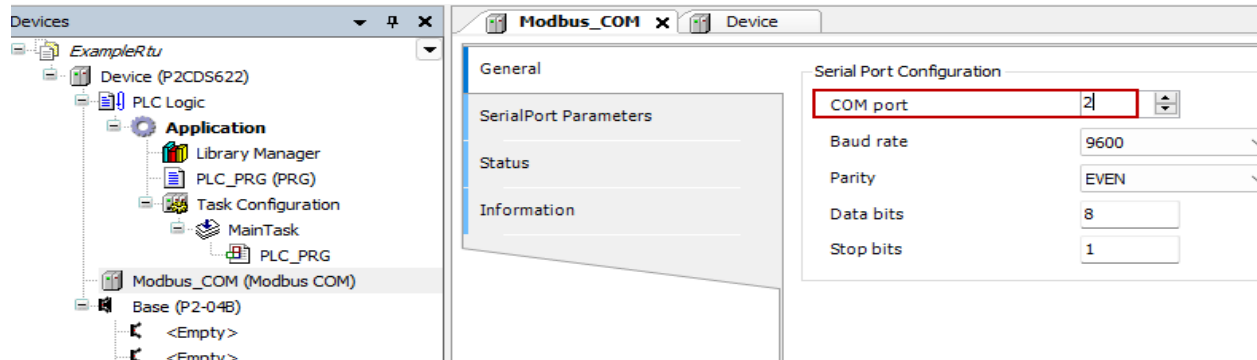 Devices
ExampleRtu
Device (P2CDS622)
PLC Logic
Application
Library Manager
PLC_PRG (PRG)
Task Configuration
MainTask
PLC_PRG
Modbus_COM (Modbus COM)
Base (P2-04B)
<Empty>
<Empty>
Modbus_COM
Device
General
SerialPort Parameters
Status
Information
Serial Port Configuration
COM port 2
Baud rate 9600
Parity EVEN
Data bits 8
Stop bits 1